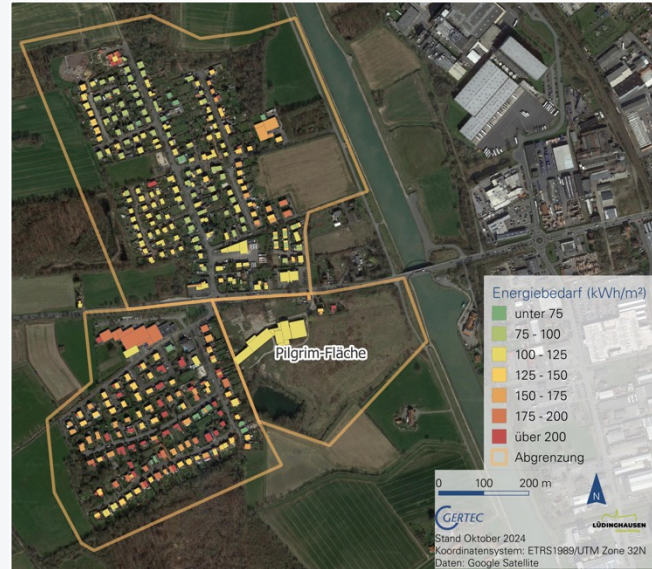 Pilgrim-Fläche
Energiebedarf (kWh/m²)
unter 75
75 - 100
100 - 125
125 - 150
150 - 175
175 - 200
über 200
Abgrenzung
0 100 200 m
N
GERTEC
LÜDINGHAUSEN
Stand Oktober 2024
Koordinatensystem: ETRS1989/UTM Zone 32N
Daten: Google Satellite